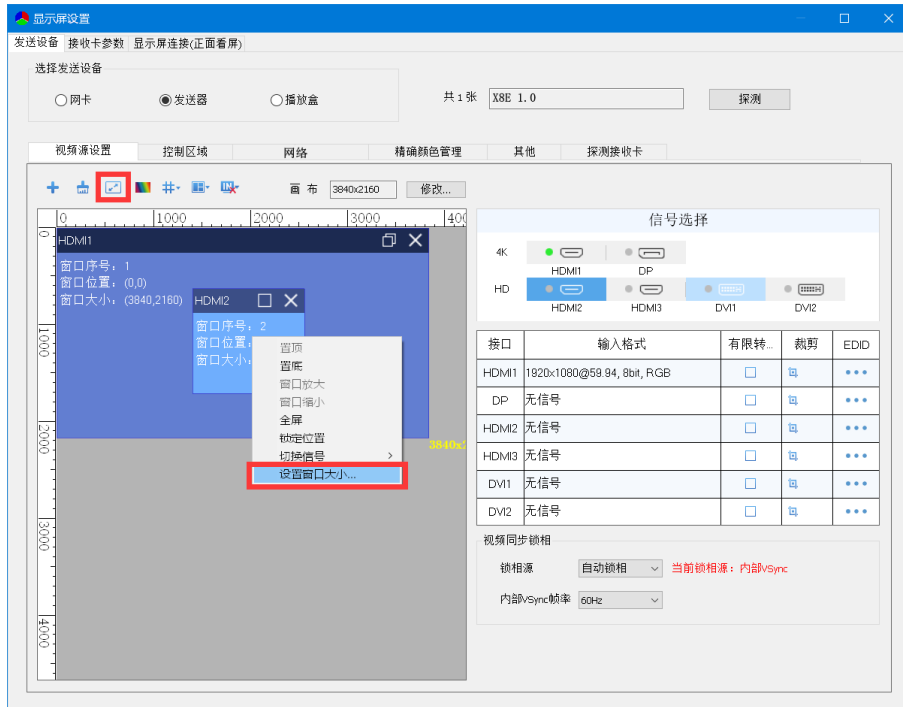 显示屏设置
发送设备 接收卡参数 显示屏连接(正面看屏)
选择发送设备
网卡 发送器 播放盒 共 1 张 X8E 1.0 探测
视频源设置 控制区域 网络 精确颜色管理 其他 探测接收卡
画 布 3840x2160 修改...
0 1000 2000 3000 400
信号选择
HDMI1
窗口序号：1
窗口位置：(0,0)
窗口大小：(3840,2160)
HDMI2
窗口序号：2
窗口位置：
窗口大小：
置顶
置底
窗口放大
窗口缩小
全屏
锁定位置
切换信号 >
设置窗口大小...
3840x2
0
1000
2000
3000
4000
4K
HDMI1 DP
HD
HDMI2 HDMI3 DVI1 DVI2
接口 输入格式 有限转... 裁剪 EDID
HDMI1 1920x1080@59.94, 8bit, RGB
DP 无信号
HDMI2 无信号
HDMI3 无信号
DVI1 无信号
DVI2 无信号
视频同步锁相
锁相源 自动锁相 当前锁相源：内部VSync
内部VSync帧率 60Hz